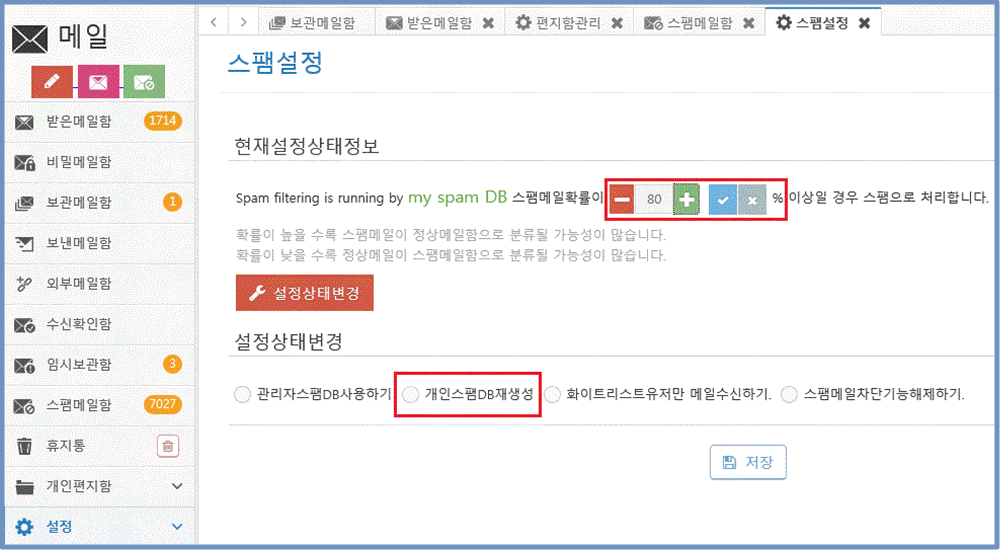 메일
보관메일함
받은메일함
편지함관리
스팸메일함
스팸설정
스팸설정
받은메일함 1714
비밀메일함
보관메일함 1
보낸메일함
외부메일함
수신확인함
임시보관함 3
스팸메일함 7027
휴지통
개인편지함
설정
현재설정상태정보
Spam filtering is running by my spam DB 스팸메일확률이 80 % 이상일 경우 스팸으로 처리합니다.
확률이 높을 수록 스팸메일이 정상메일함으로 분류될 가능성이 많습니다.
확률이 낮을 수록 정상메일이 스팸메일함으로 분류될 가능성이 많습니다.
설정상태변경
설정상태변경
관리자스팸DB사용하기 개인스팸DB재생성 화이트리스트유저만 메일수신하기. 스팸메일차단기능해제하기.
저장